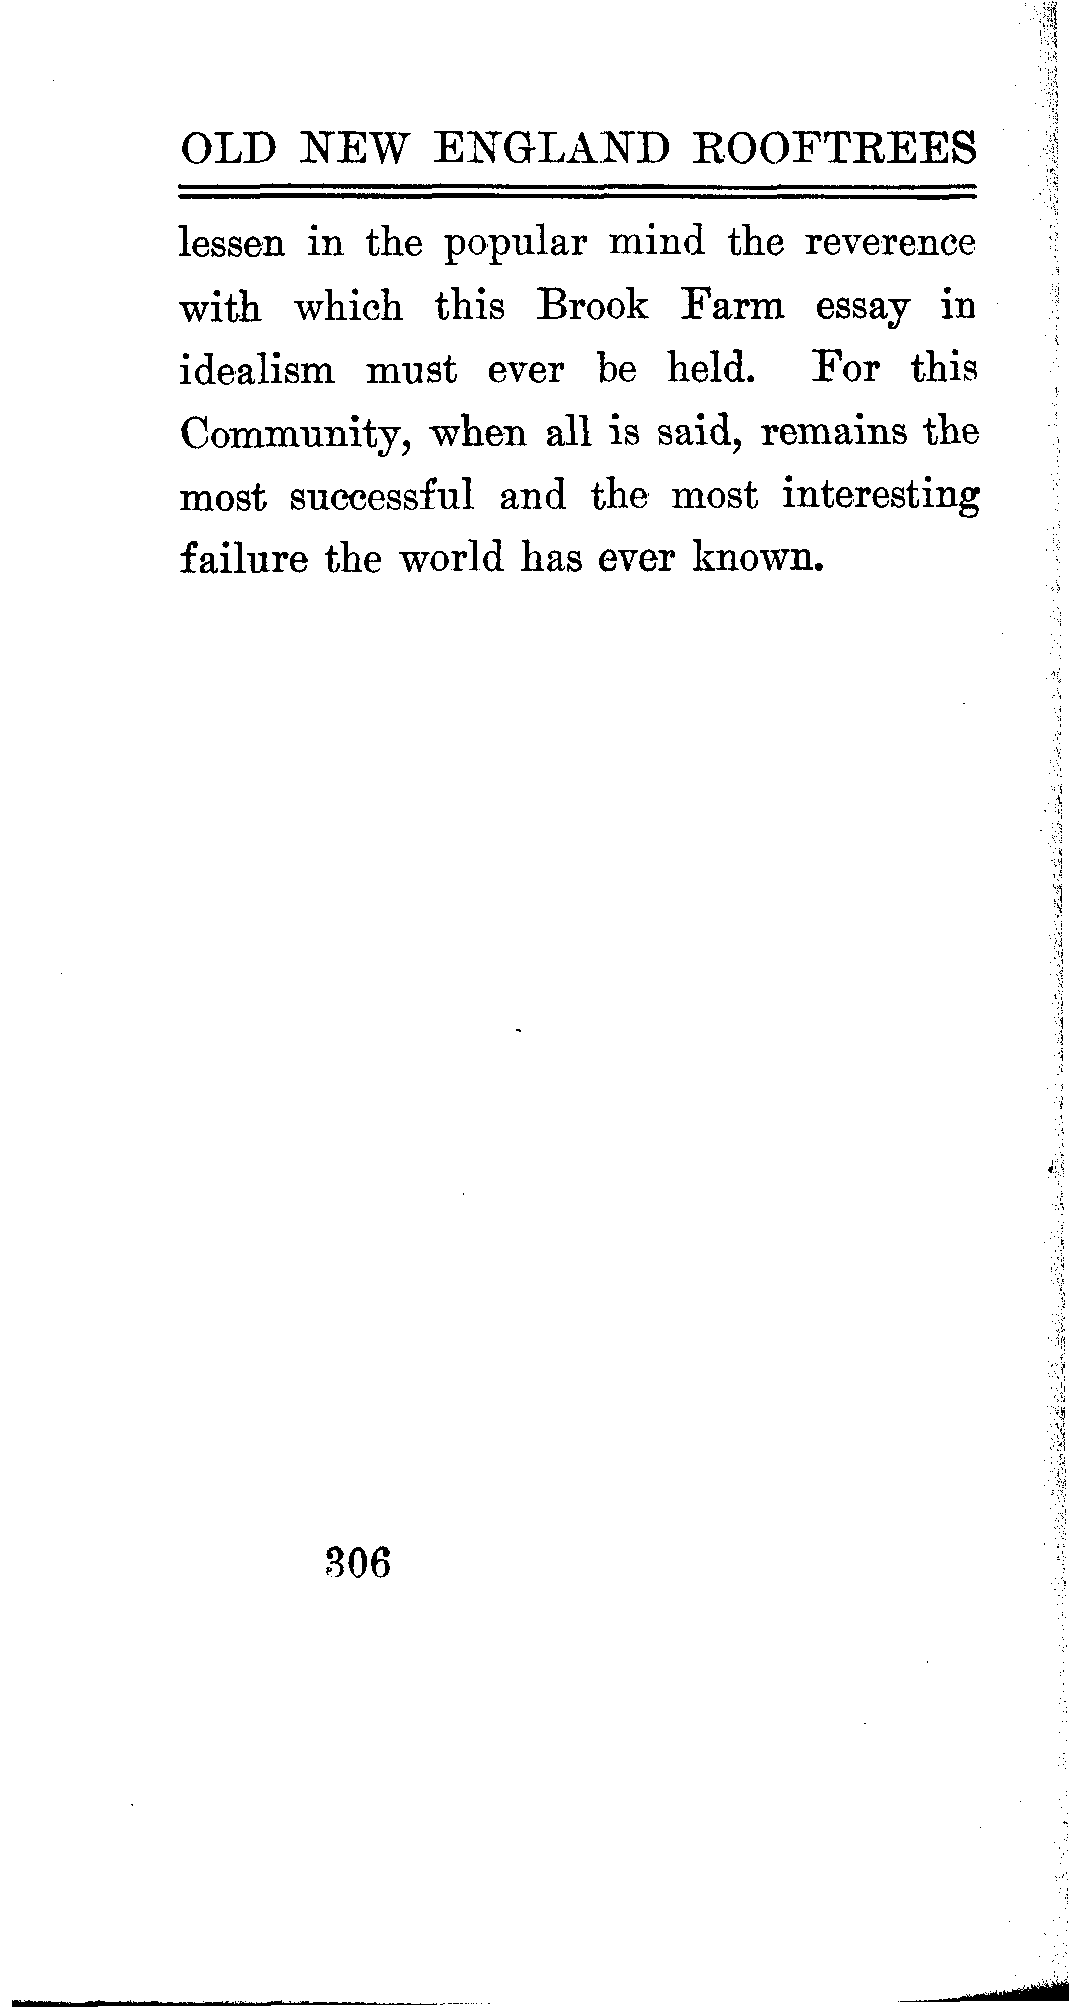 OLD NEW ENGLAND ROOFTREES
lessen in the popular mind the reverence
with which this Brook Farm essay in
idealism must ever be held. For this
Community, when all is said, remains the
most successful and the most interesting
failure the world has ever known.
306